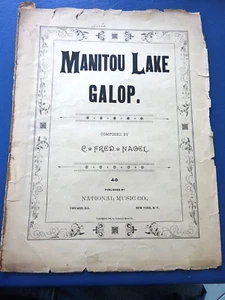 MANITOU LAKE
GALOP.
COMPOSED BY
C. FRED. NAGEL
40
PUBLISHED BY
NATIONAL MUSIC CO.,
CHICAGO, ILL. NEW YORK, N. Y.